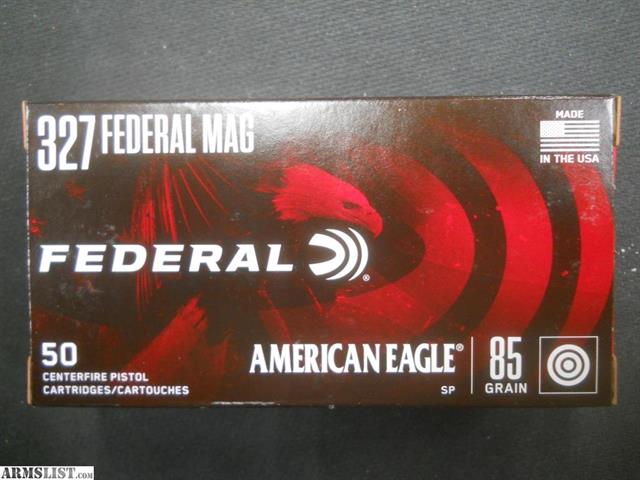 327 FEDERAL MAG
MADE
IN THE USA
FEDERAL®
50
CENTERFIRE PISTOL
CARTRIDGES/CARTOUCHES
AMERICAN EAGLE®
SP
85
GRAIN
ARMSLIST.com